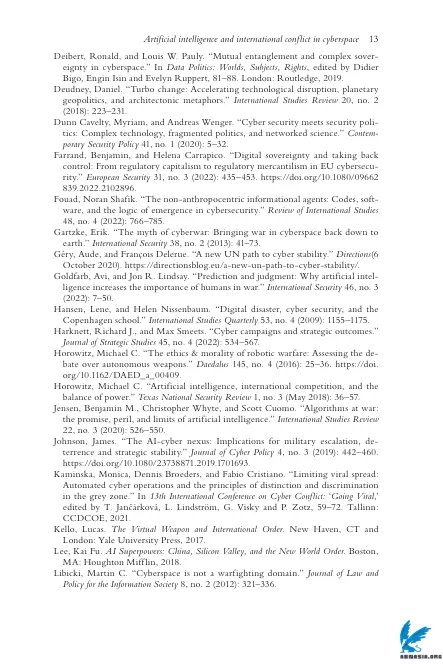 Artificial intelligence and international conflict in cyberspace 13
Deibert, Ronald, and Louis W. Pauly. “Mutual entanglement and complex sover-
eignty in cyberspace.” In Data Politics: Worlds, Subjects, Rights, edited by Didier
Bigo, Engin Isin and Evelyn Ruppert, 81–88. London: Routledge, 2019.
Deudney, Daniel. “Turbo change: Accelerating technological disruption, planetary
geopolitics, and architectonic metaphors.” International Studies Review 20, no. 2
(2018): 223–231.
Dunn Cavelty, Myriam, and Andreas Wenger. “Cyber security meets security poli-
tics: Complex technology, fragmented politics, and networked science.” Contem-
porary Security Policy 41, no. 1 (2020): 5–32.
Farrand, Benjamin, and Helena Carrapico. “Digital sovereignty and taking back
control: From regulatory capitalism to regulatory mercantilism in EU cybersecu-
rity.” European Security 31, no. 3 (2022): 435–453. https://doi.org/10.1080/09662
839.2022.2102896.
Fouad, Noran Shafik. “The non-anthropocentric informational agents: Codes, soft-
ware, and the logic of emergence in cybersecurity.” Review of International Studies
48, no. 4 (2022): 766–785.
Gartzke, Erik. “The myth of cyberwar: Bringing war in cyberspace back down to
earth.” International Security 38, no. 2 (2013): 41–73.
Géry, Aude, and François Delerue. “A new UN path to cyber stability.” Directions(6
October 2020). https://directionsblog.eu/a-new-un-path-to-cyber-stability/.
Goldfarb, Avi, and Jon R. Lindsay. “Prediction and judgment: Why artificial intel-
ligence increases the importance of humans in war.” International Security 46, no. 3
(2022): 7–50.
Hansen, Lene, and Helen Nissenbaum. “Digital disaster, cyber security, and the
Copenhagen school.” International Studies Quarterly 53, no. 4 (2009): 1155–1175.
Harknett, Richard J., and Max Smeets. “Cyber campaigns and strategic outcomes.”
Journal of Strategic Studies 45, no. 4 (2022): 534–567.
Horowitz, Michael C. “The ethics & morality of robotic warfare: Assessing the de-
bate over autonomous weapons.” Daedalus 145, no. 4 (2016): 25–36. https://doi.
org/10.1162/DAED_a_00409.
Horowitz, Michael C. “Artificial intelligence, international competition, and the
balance of power.” Texas National Security Review 1, no. 3 (May 2018): 36–57.
Jensen, Benjamin M., Christopher Whyte, and Scott Cuomo. “Algorithms at war:
the promise, peril, and limits of artificial intelligence.” International Studies Review
22, no. 3 (2020): 526–550.
Johnson, James. “The AI-cyber nexus: Implications for military escalation, de-
terrence and strategic stability.” Journal of Cyber Policy 4, no. 3 (2019): 442–460.
https://doi.org/10.1080/23738871.2019.1701693.
Kaminska, Monica, Dennis Broeders, and Fabio Cristiano. “Limiting viral spread:
Automated cyber operations and the principles of distinction and discrimination
in the grey zone.” In 13th International Conference on Cyber Conflict: ‘Going Viral,’
edited by T. Jančárková, L. Lindström, G. Visky and P. Zotz, 59–72. Tallinn:
CCDCOE, 2021.
Kello, Lucas. The Virtual Weapon and International Order. New Haven, CT and
London: Yale University Press, 2017.
Lee, Kai Fu. AI Superpowers: China, Silicon Valley, and the New World Order. Boston,
MA: Houghton Mifflin, 2018.
Libicki, Martin C. “Cyberspace is not a warfighting domain.” Journal of Law and
Policy for the Information Society 8, no. 2 (2012): 321–336.